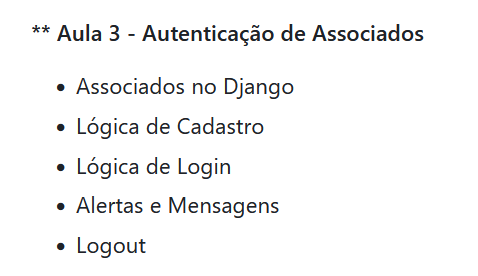 ** Aula 3 - Autenticação de Associados
• Associados no Django
• Lógica de Cadastro
• Lógica de Login
• Alertas e Mensagens
• Logout